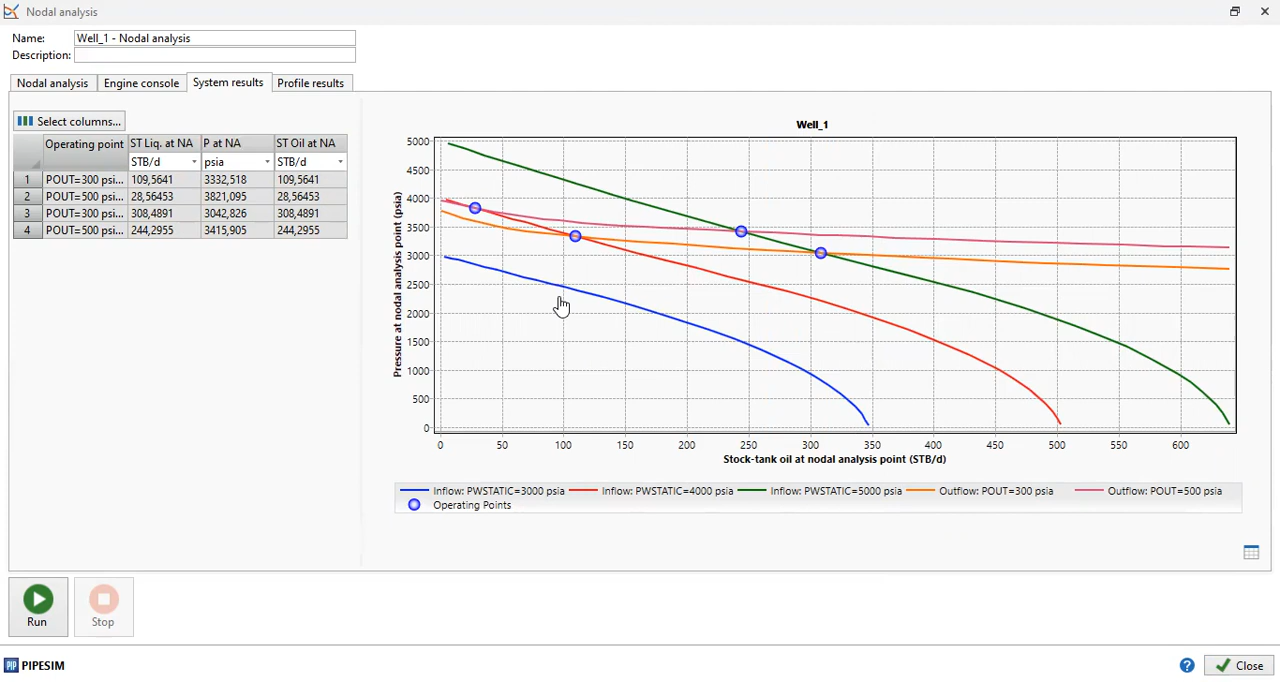 Nodal analysis
Name: Well_1 - Nodal analysis
Description:
Nodal analysis Engine console System results Profile results
Select columns...
Operating point ST Liq. at NA P at NA ST Oil at NA
STB/d psia STB/d
1 POUT=300 psi... 109,5641 3332,518 109,5641
2 POUT=500 psi... 28,56453 3821,095 28,56453
3 POUT=300 psi... 308,4891 3042,826 308,4891
4 POUT=500 psi... 244,2955 3415,905 244,2955
Well_1
Pressure at nodal analysis point (psia)
5000
4500
4000
3500
3000
2500
2000
1500
1000
500
0
0 50 100 150 200 250 300 350 400 450 500 550 600
Stock-tank oil at nodal analysis point (STB/d)
Inflow: PWSTATIC=3000 psia Inflow: PWSTATIC=4000 psia Inflow: PWSTATIC=5000 psia Outflow: POUT=300 psia Outflow: POUT=500 psia
Operating Points
Run Stop
PIP PIPESIM
? Close